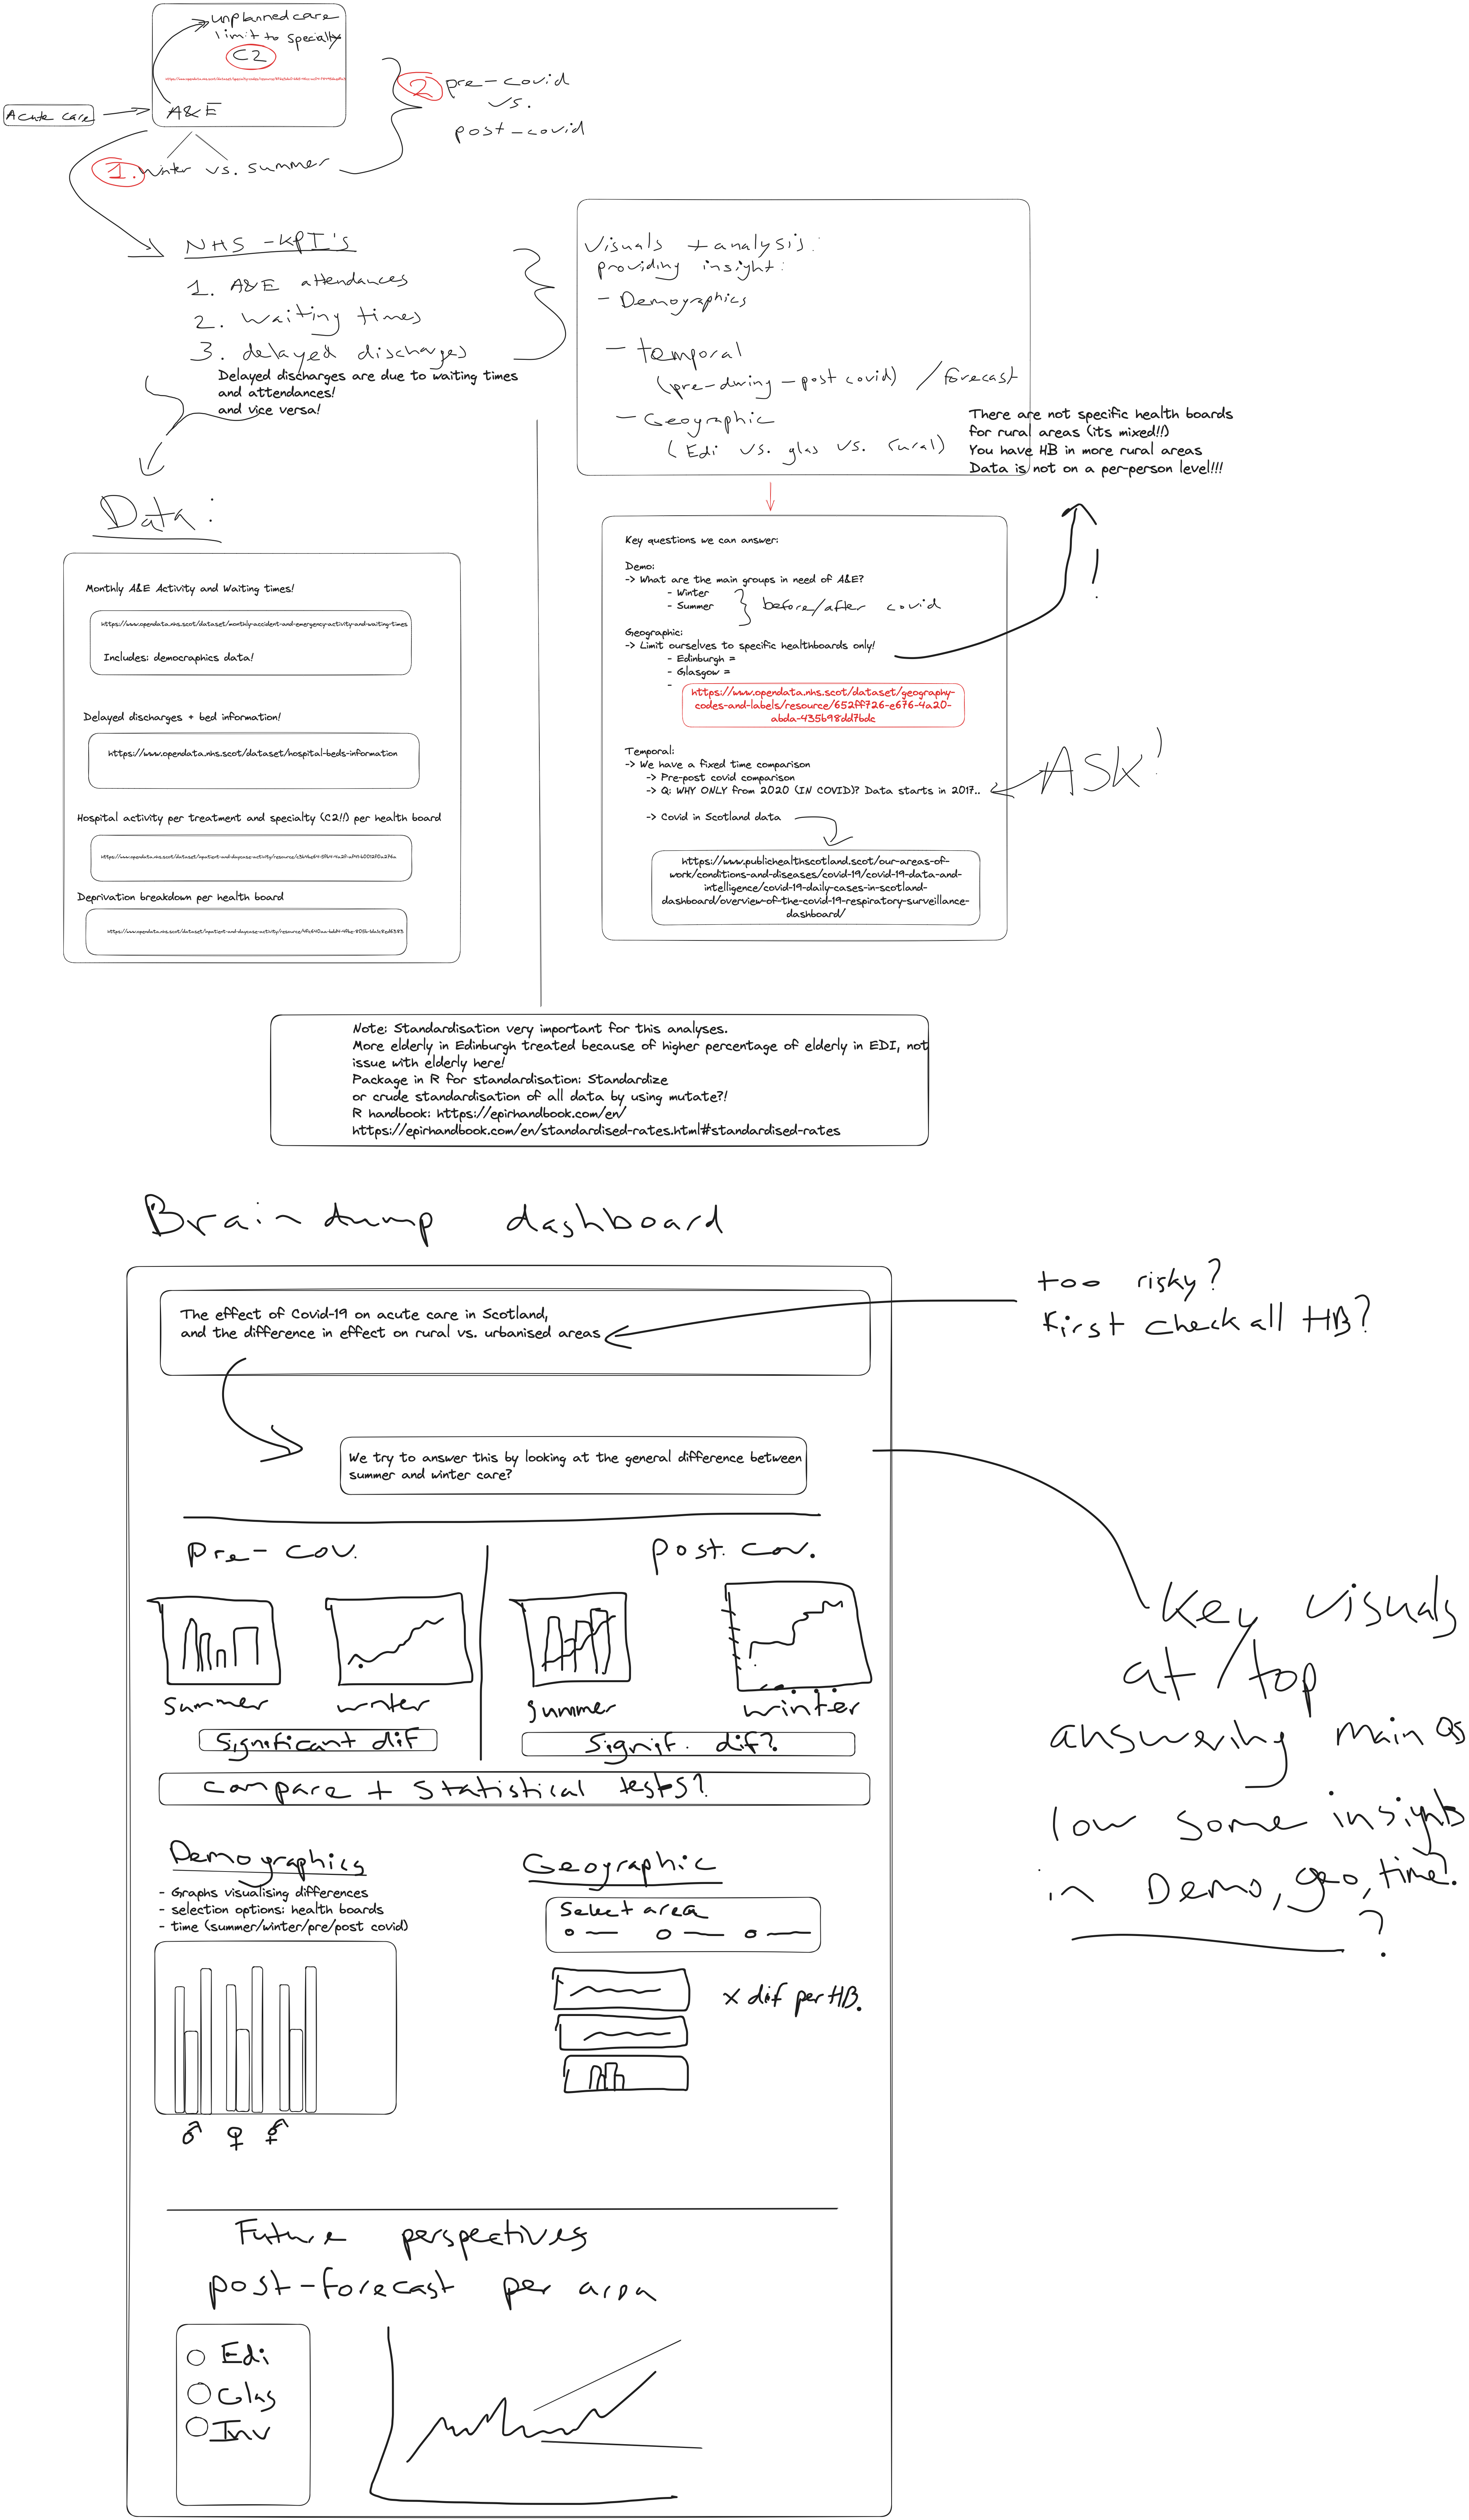 unplanned care
limit to specialty
C2
Acute care
A&E
1. winter vs. summer
2 pre-covid
vs.
post-covid
NHS - KPI's
1. A&E attendances
2. waiting times
3. delayed discharges
Delayed discharges are due to waiting times
and attendances!
and vice versa!
Visuals + analysis:
providing insight:
- Demographics
- temporal
(pre-during-post covid) / forecast
- Geographic
(Edi vs. glas vs. rural)
There are not specific health boards
for rural areas (its mixed!!)
You have HB in more rural areas
Data is not on a per-person level!!!
Data:
Monthly A&E Activity and Waiting times!
https://www.opendata.nhs.scot/dataset/monthly-accident-and-emergency-activity-and-waiting-times
Includes: democraphics data!
Delayed discharges + bed information!
https://www.opendata.nhs.scot/dataset/hospital-beds-information
Hospital activity per treatment and specialty (C2!!) per health board
Deprivation breakdown per health board
Key questions we can answer:
Demo:
-> What are the main groups in need of A&E?
- Winter
- Summer
before/after covid
Geographic:
-> Limit ourselves to specific healthboards only!
- Edinburgh =
- Glasgow =
-
https://www.opendata.nhs.scot/dataset/geography-
codes-and-labels/resource/652ff726-e676-4a20-
abda-435b98dd7bdc
Temporal:
-> We have a fixed time comparison
-> Pre-post covid comparison
-> Q: WHY ONLY from 2020 (IN COVID)? Data starts in 2017..
-> Covid in Scotland data
ASK!
!
https://www.publichealthscotland.scot/our-areas-of-
work/conditions-and-diseases/covid-19/covid-19-data-and-
intelligence/covid-19-daily-cases-in-scotland-
dashboard/overview-of-the-covid-19-respiratory-surveillance-
dashboard/
Note: Standardisation very important for this analyses.
More elderly in Edinburgh treated because of higher percentage of elderly in EDI, not
issue with elderly here!
Package in R for standardisation: Standardize
or crude standardisation of all data by using mutate?!
R handbook: https://epirhandbook.com/en/
https://epirhandbook.com/en/standardised-rates.html#standardised-rates
Brain dump dashboard
The effect of Covid-19 on acute care in Scotland,
and the difference in effect on rural vs. urbanised areas
too risky?
First check all HB?
We try to answer this by looking at the general difference between
summer and winter care?
Pre-cov.
post. cov.
summer
winter
summer
winter
Significant dif
Signif. dif?
compare + statistical tests?
Key visuals
at top
answering main Qs
low some insights
in Demo, geo, time?
?
Demographics
- Graphs visualising differences
- selection options: health boards
- time (summer/winter/pre/post covid)
Geographic
Select area
x dif per HB.
Future perspectives
post-forecast per area
Edi
Glas
Inv